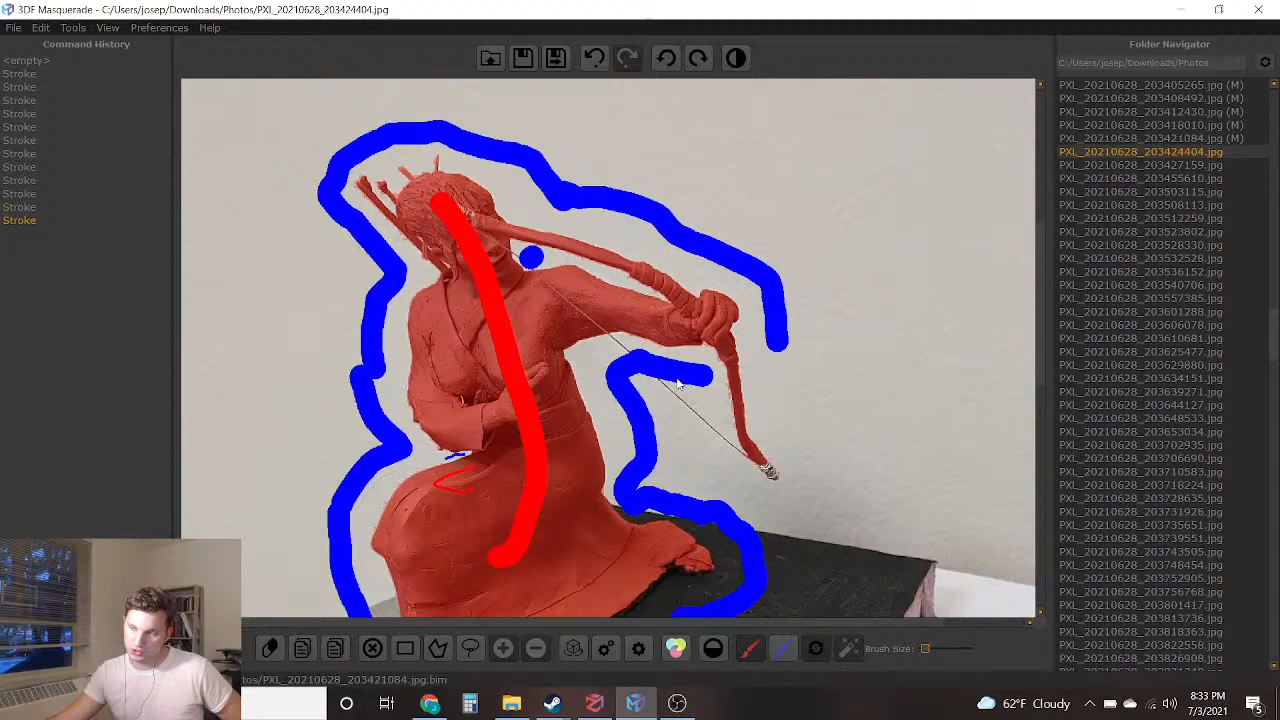 3DF Masquerade - C:/Users/josep/Downloads/Photos/PXL_20210628_203424404.jpg
File Edit Tools View Preferences Help
Command History
<empty>
Stroke
Stroke
Stroke
Stroke
Stroke
Stroke
Stroke
Stroke
Stroke
Stroke
Stroke
Stroke
Folder Navigator
C:/Users/josep/Downloads/Photos
PXL_20210628_203405265.jpg (M)
PXL_20210628_203408492.jpg (M)
PXL_20210628_203412430.jpg (M)
PXL_20210628_203418010.jpg (M)
PXL_20210628_203421084.jpg (M)
PXL_20210628_203424404.jpg
PXL_20210628_203427159.jpg
PXL_20210628_203455610.jpg
PXL_20210628_203503115.jpg
PXL_20210628_203508113.jpg
PXL_20210628_203512259.jpg
PXL_20210628_203523802.jpg
PXL_20210628_203528330.jpg
PXL_20210628_203532528.jpg
PXL_20210628_203536152.jpg
PXL_20210628_203540706.jpg
PXL_20210628_203557385.jpg
PXL_20210628_203601288.jpg
PXL_20210628_203606078.jpg
PXL_20210628_203610681.jpg
PXL_20210628_203625477.jpg
PXL_20210628_203630880.jpg
PXL_20210628_203634151.jpg
PXL_20210628_203639271.jpg
PXL_20210628_203644127.jpg
PXL_20210628_203648533.jpg
PXL_20210628_203653034.jpg
PXL_20210628_203702935.jpg
PXL_20210628_203706690.jpg
PXL_20210628_203710583.jpg
PXL_20210628_203718224.jpg
PXL_20210628_203728635.jpg
PXL_20210628_203731926.jpg
PXL_20210628_203735651.jpg
PXL_20210628_203739551.jpg
PXL_20210628_203743505.jpg
PXL_20210628_203748454.jpg
PXL_20210628_203752905.jpg
PXL_20210628_203756768.jpg
PXL_20210628_203801417.jpg
PXL_20210628_203813736.jpg
PXL_20210628_203818363.jpg
PXL_20210628_203822558.jpg
PXL_20210628_203826908.jpg
Brush Size:
tos/PXL_20210628_203421084.jpg.bim
62°F Cloudy
8:33 PM
7/3/2021
5